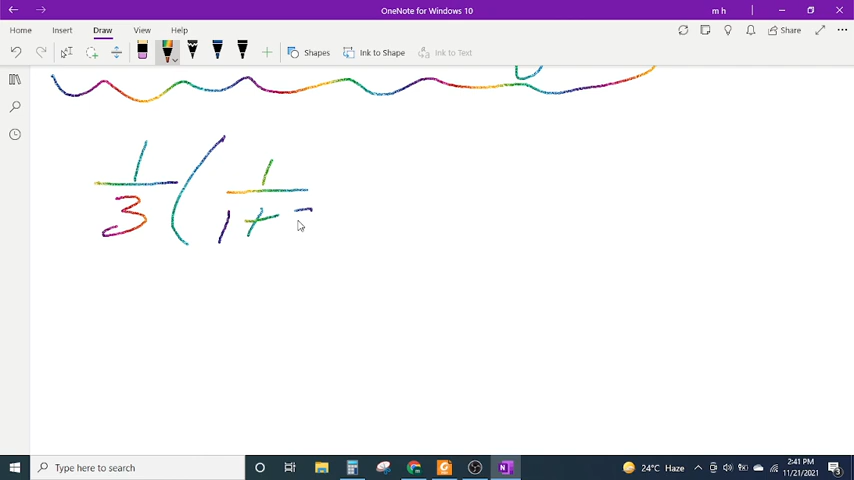 OneNote for Windows 10
m h
Home Insert Draw View Help
Share
Shapes Ink to Shape Ink to Text
1 ( 1
3 1 +
Type here to search
24°C Haze
2:41 PM
11/21/2021
3